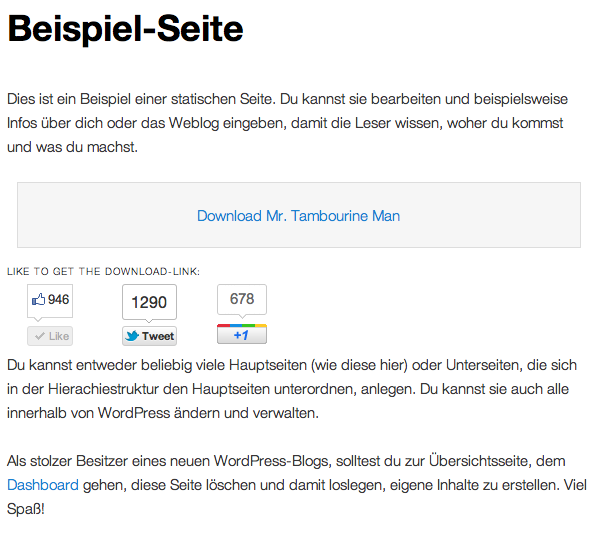 Beispiel-Seite
Dies ist ein Beispiel einer statischen Seite. Du kannst sie bearbeiten und beispielsweise
Infos über dich oder das Weblog eingeben, damit die Leser wissen, woher du kommst
und was du machst.
Download Mr. Tambourine Man
LIKE TO GET THE DOWNLOAD-LINK:
946 1290 678
Like Tweet +1
Du kannst entweder beliebig viele Hauptseiten (wie diese hier) oder Unterseiten, die sich
in der Hierachiestruktur den Hauptseiten unterordnen, anlegen. Du kannst sie auch alle
innerhalb von WordPress ändern und verwalten.
Als stolzer Besitzer eines neuen WordPress-Blogs, solltest du zur Übersichtsseite, dem
Dashboard gehen, diese Seite löschen und damit loslegen, eigene Inhalte zu erstellen. Viel
Spaß!